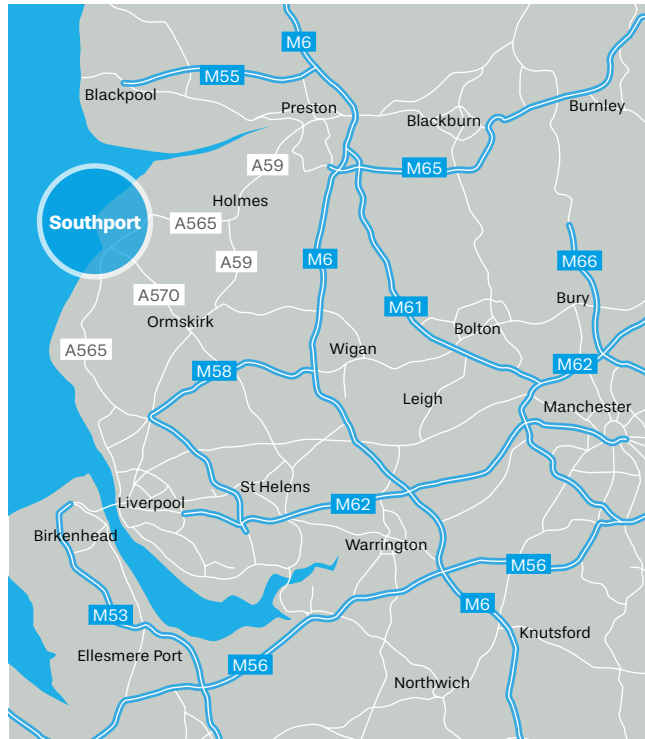 M6
M55
Blackpool
Preston
Burnley
Blackburn
A59
M65
Holmes
Southport
A565
A59
M6
M66
A570
Bury
M61
Ormskirk
Bolton
A565
Wigan
M62
M58
Leigh
Manchester
St Helens
Liverpool
M62
Birkenhead
Warrington
M56
M6
M53
Knutsford
Ellesmere Port
M56
Northwich